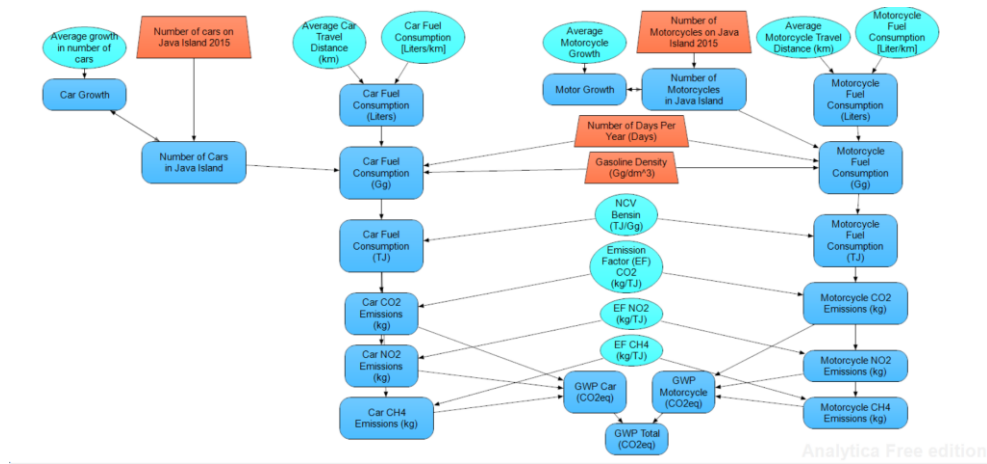 Average growth
in number of
cars
Number of cars on
Java Island 2015
Average Car
Travel
Distance
(km)
Car Fuel
Consumption
[Liters/km]
Average
Motorcycle
Growth
Number of
Motorcycles on Java
Island 2015
Average
Motorcycle Travel
Distance (km)
Motorcycle
Fuel
Consumption
[Liter/km]
Car Growth
Car Fuel
Consumption
(Liters)
Motor Growth
Number of
Motorcycles
in Java Island
Motorcycle
Fuel
Consumption
(Liters)
Number of Cars
in Java Island
Car Fuel
Consumption
(Gg)
Number of Days Per
Year (Days)
Gasoline Density
(Gg/dm^3)
Motorcycle
Fuel
Consumption
(Gg)
Car Fuel
Consumption
(TJ)
NCV
Bensin
(TJ/Gg)
Motorcycle
Fuel
Consumption
(TJ)
Emission
Factor (EF)
CO2
(kg/TJ)
Car CO2
Emissions
(kg)
EF NO2
(kg/TJ)
Motorcycle CO2
Emissions (kg)
Car NO2
Emissions
(kg)
EF CH4
(kg/TJ)
Motorcycle NO2
Emissions (kg)
GWP Car
(CO2eq)
GWP
Motorcycle
(CO2eq)
Car CH4
Emissions (kg)
Motorcycle CH4
Emissions (kg)
GWP Total
(CO2eq)
Analytica Free edition